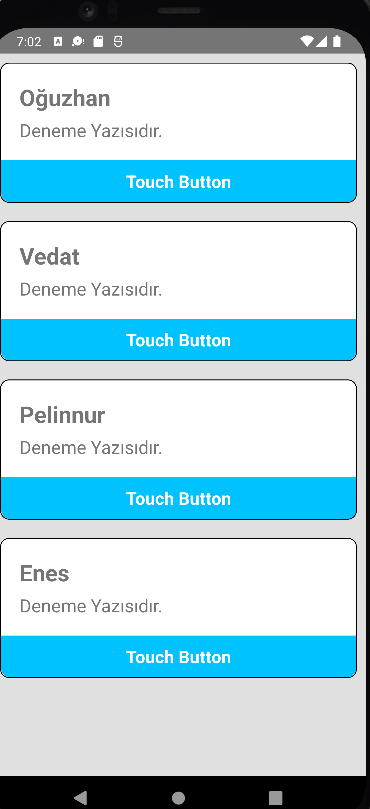 7:02
Oğuzhan
Deneme Yazısıdır.
Touch Button
Vedat
Deneme Yazısıdır.
Touch Button
Pelinnur
Deneme Yazısıdır.
Touch Button
Enes
Deneme Yazısıdır.
Touch Button